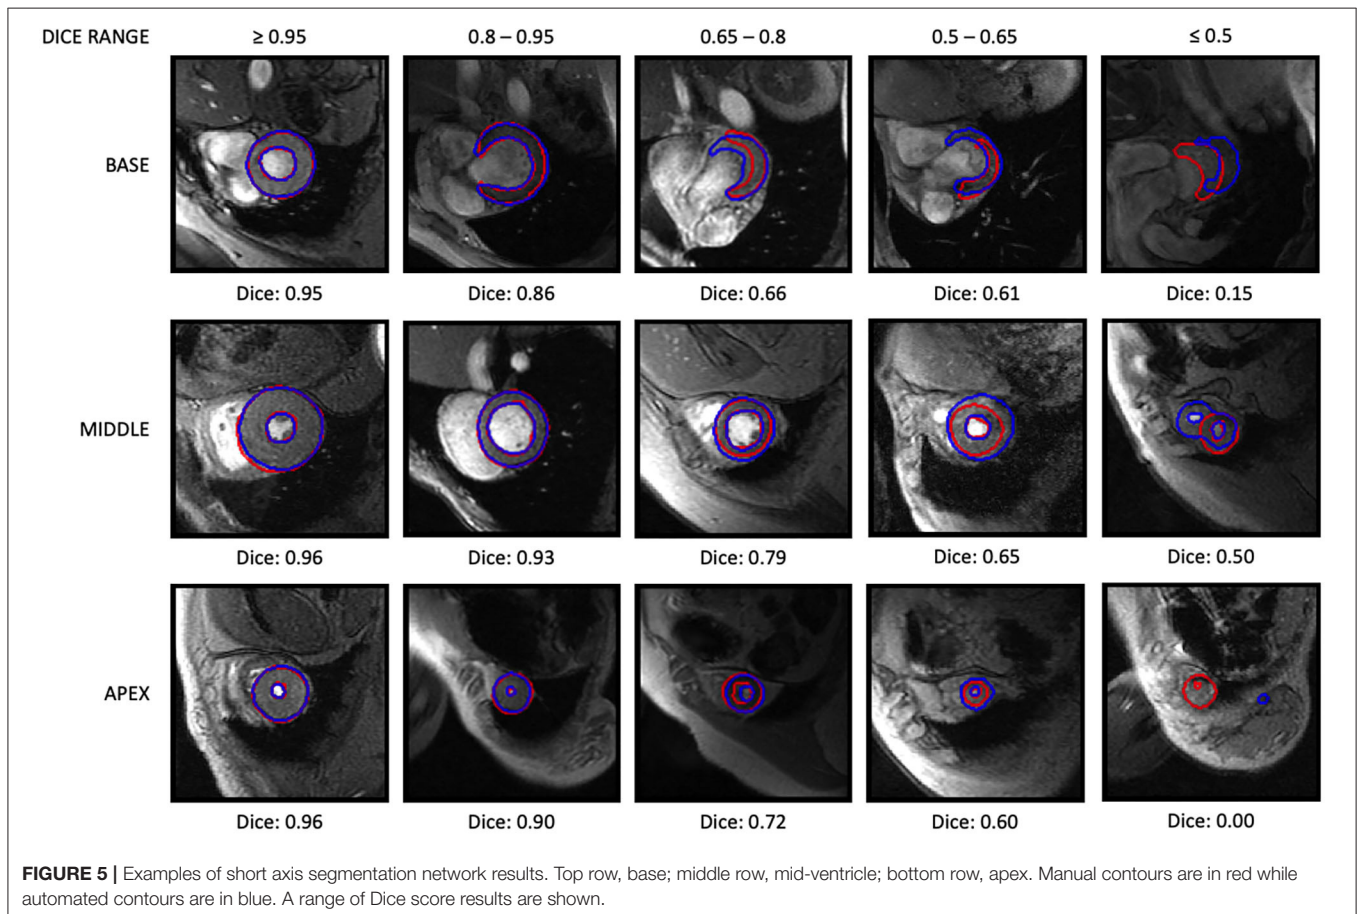 DICE RANGE ≥ 0.95 0.8 – 0.95 0.65 – 0.8 0.5 – 0.65 ≤ 0.5
BASE
Dice: 0.95 Dice: 0.86 Dice: 0.66 Dice: 0.61 Dice: 0.15
MIDDLE
Dice: 0.96 Dice: 0.93 Dice: 0.79 Dice: 0.65 Dice: 0.50
APEX
Dice: 0.96 Dice: 0.90 Dice: 0.72 Dice: 0.60 Dice: 0.00
FIGURE 5 | Examples of short axis segmentation network results. Top row, base; middle row, mid-ventricle; bottom row, apex. Manual contours are in red while
automated contours are in blue. A range of Dice score results are shown.